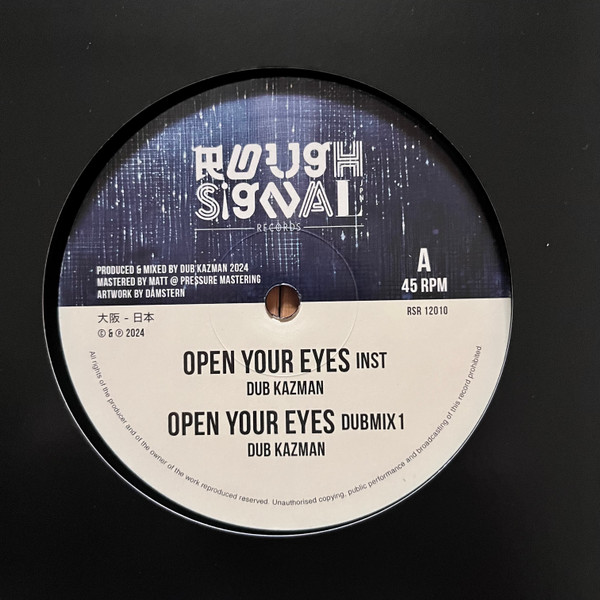 ROUGH
SiGNAL
RECORDS
PRODUCED & MIXED BY DUB KAZMAN 2024
MASTERED BY MATT @ PRESSURE MASTERING
ARTWORK BY DÅMSTERN
A
45 RPM
大阪 - 日本
RSR 12010
© & ℗ 2024
OPEN YOUR EYES INST
DUB KAZMAN
OPEN YOUR EYES DUBMIX1
DUB KAZMAN
All rights of the producer and of the owner of the work reproduced reserved. Unauthorised copying, public performance and broadcasting of this record prohibited